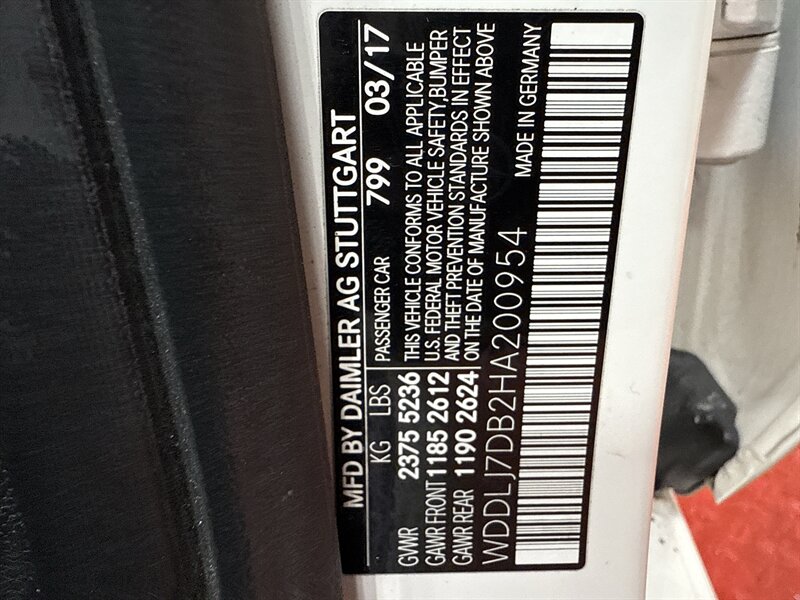 MFD BY DAIMLER AG STUTTGART
KG LBS PASSENGER CAR 799 03/17
GVWR 2375 5236 THIS VEHICLE CONFORMS TO ALL APPLICABLE
GAWR FRONT 1185 2612 U.S. FEDERAL MOTOR VEHICLE SAFETY,BUMPER
GAWR REAR 1190 2624 AND THEFT PREVENTION STANDARDS IN EFFECT
ON THE DATE OF MANUFACTURE SHOWN ABOVE
WDDLJ7DB2HA200954 MADE IN GERMANY